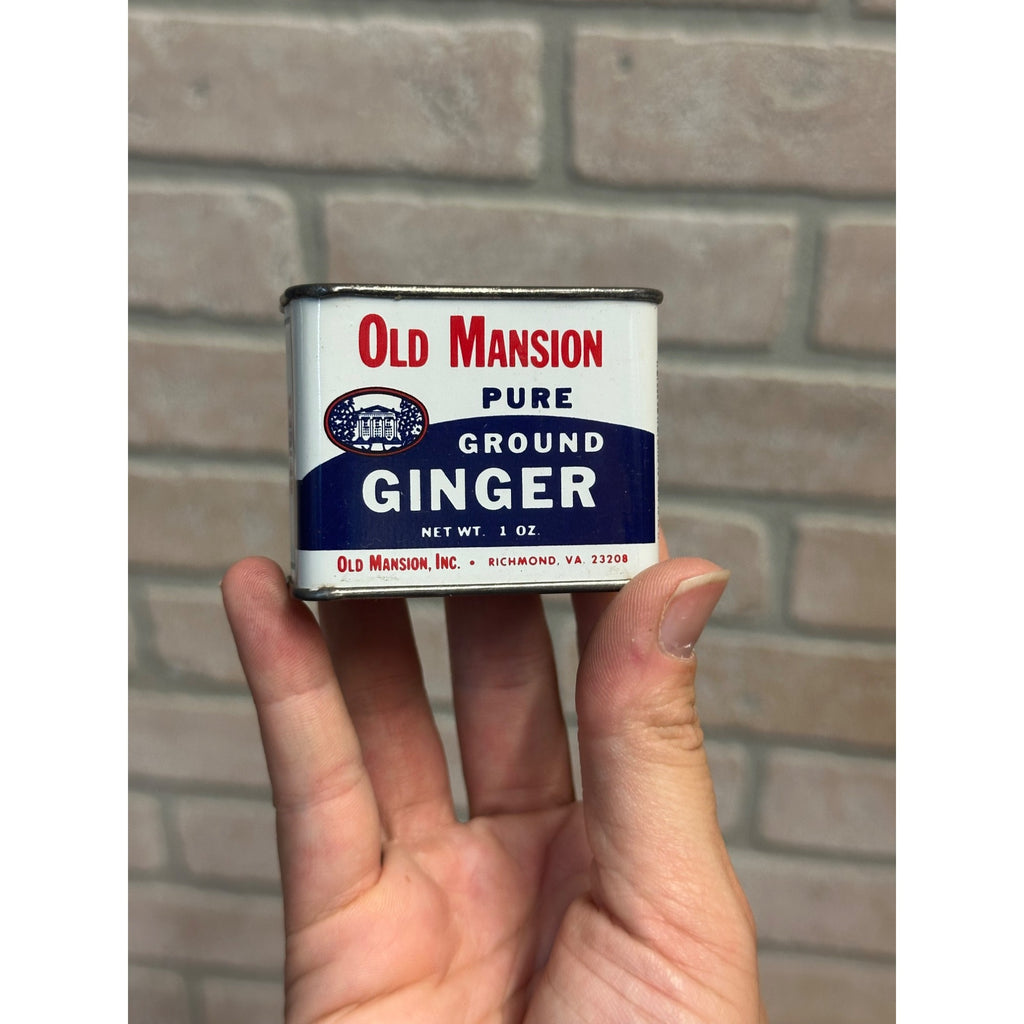 OLD MANSION
PURE
GROUND
GINGER
NET WT. 1 OZ.
OLD MANSION, INC. • RICHMOND, VA. 23208